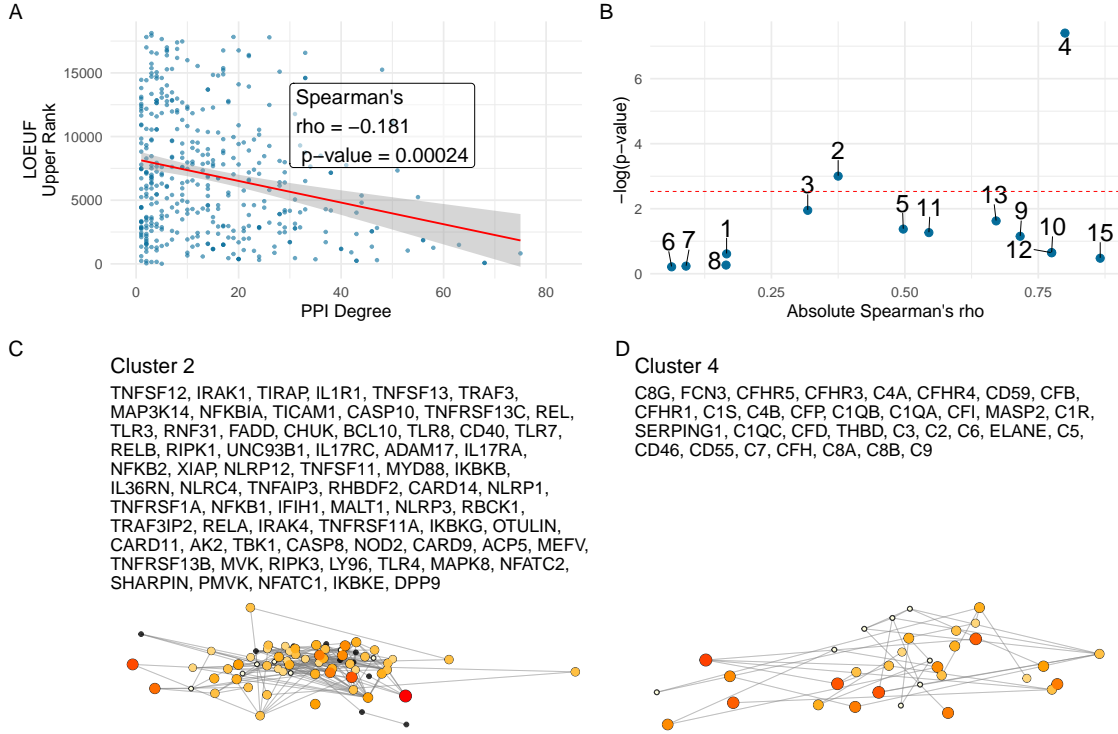 A
15000
10000
5000
0
LOEUF
Upper Rank
Spearman's
rho = −0.181
p−value = 0.00024
0
20
40
60
80
PPI Degree
B
6
4
2
0
−log(p−value)
4
2
3
13
5
11
9
10
12
15
1
6
7
8
0.25
0.50
0.75
Absolute Spearman's rho
C
Cluster 2
TNFSF12, IRAK1, TIRAP, IL1R1, TNFSF13, TRAF3,
MAP3K14, NFKBIA, TICAM1, CASP10, TNFRSF13C, REL,
TLR3, RNF31, FADD, CHUK, BCL10, TLR8, CD40, TLR7,
RELB, RIPK1, UNC93B1, IL17RC, ADAM17, IL17RA,
NFKB2, XIAP, NLRP12, TNFSF11, MYD88, IKBKB,
IL36RN, NLRC4, TNFAIP3, RHBDF2, CARD14, NLRP1,
TNFRSF1A, NFKB1, IFIH1, MALT1, NLRP3, RBCK1,
TRAF3IP2, RELA, IRAK4, TNFRSF11A, IKBKG, OTULIN,
CARD11, AK2, TBK1, CASP8, NOD2, CARD9, ACP5, MEFV,
TNFRSF13B, MVK, RIPK3, LY96, TLR4, MAPK8, NFATC2,
SHARPIN, PMVK, NFATC1, IKBKE, DPP9
D
Cluster 4
C8G, FCN3, CFHR5, CFHR3, C4A, CFHR4, CD59, CFB,
CFHR1, C1S, C4B, CFP, C1QB, C1QA, CFI, MASP2, C1R,
SERPING1, C1QC, CFD, THBD, C3, C2, C6, ELANE, C5,
CD46, CD55, C7, CFH, C8A, C8B, C9